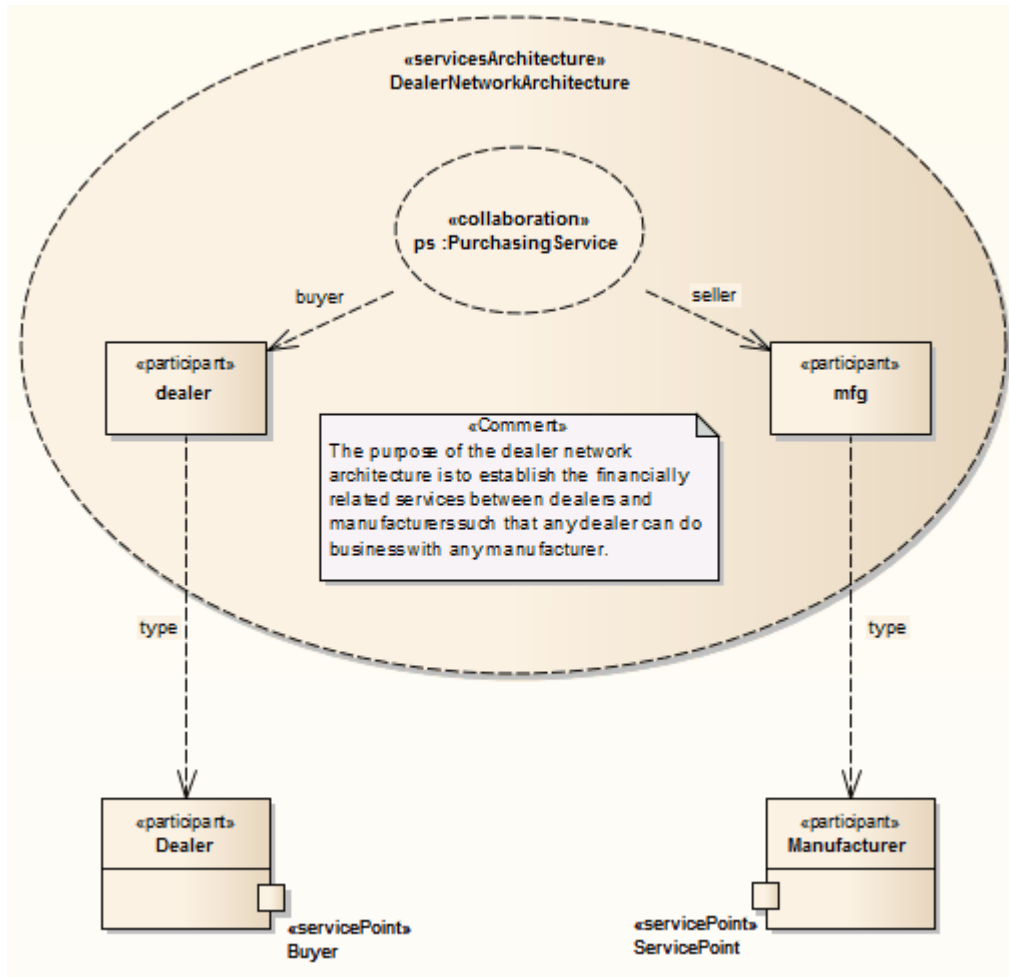 «servicesArchitecture»
DealerNetworkArchitecture
«collaboration»
ps :PurchasingService
buyer
seller
«participant»
dealer
«participant»
mfg
«Comment»
The purpose of the dealer network
architecture is to establish the financially
related services between dealers and
manufacturers such that any dealer can do
business with any manufacturer.
type
type
«participant»
Dealer
«participant»
Manufacturer
«servicePoint»
Buyer
«servicePoint»
ServicePoint